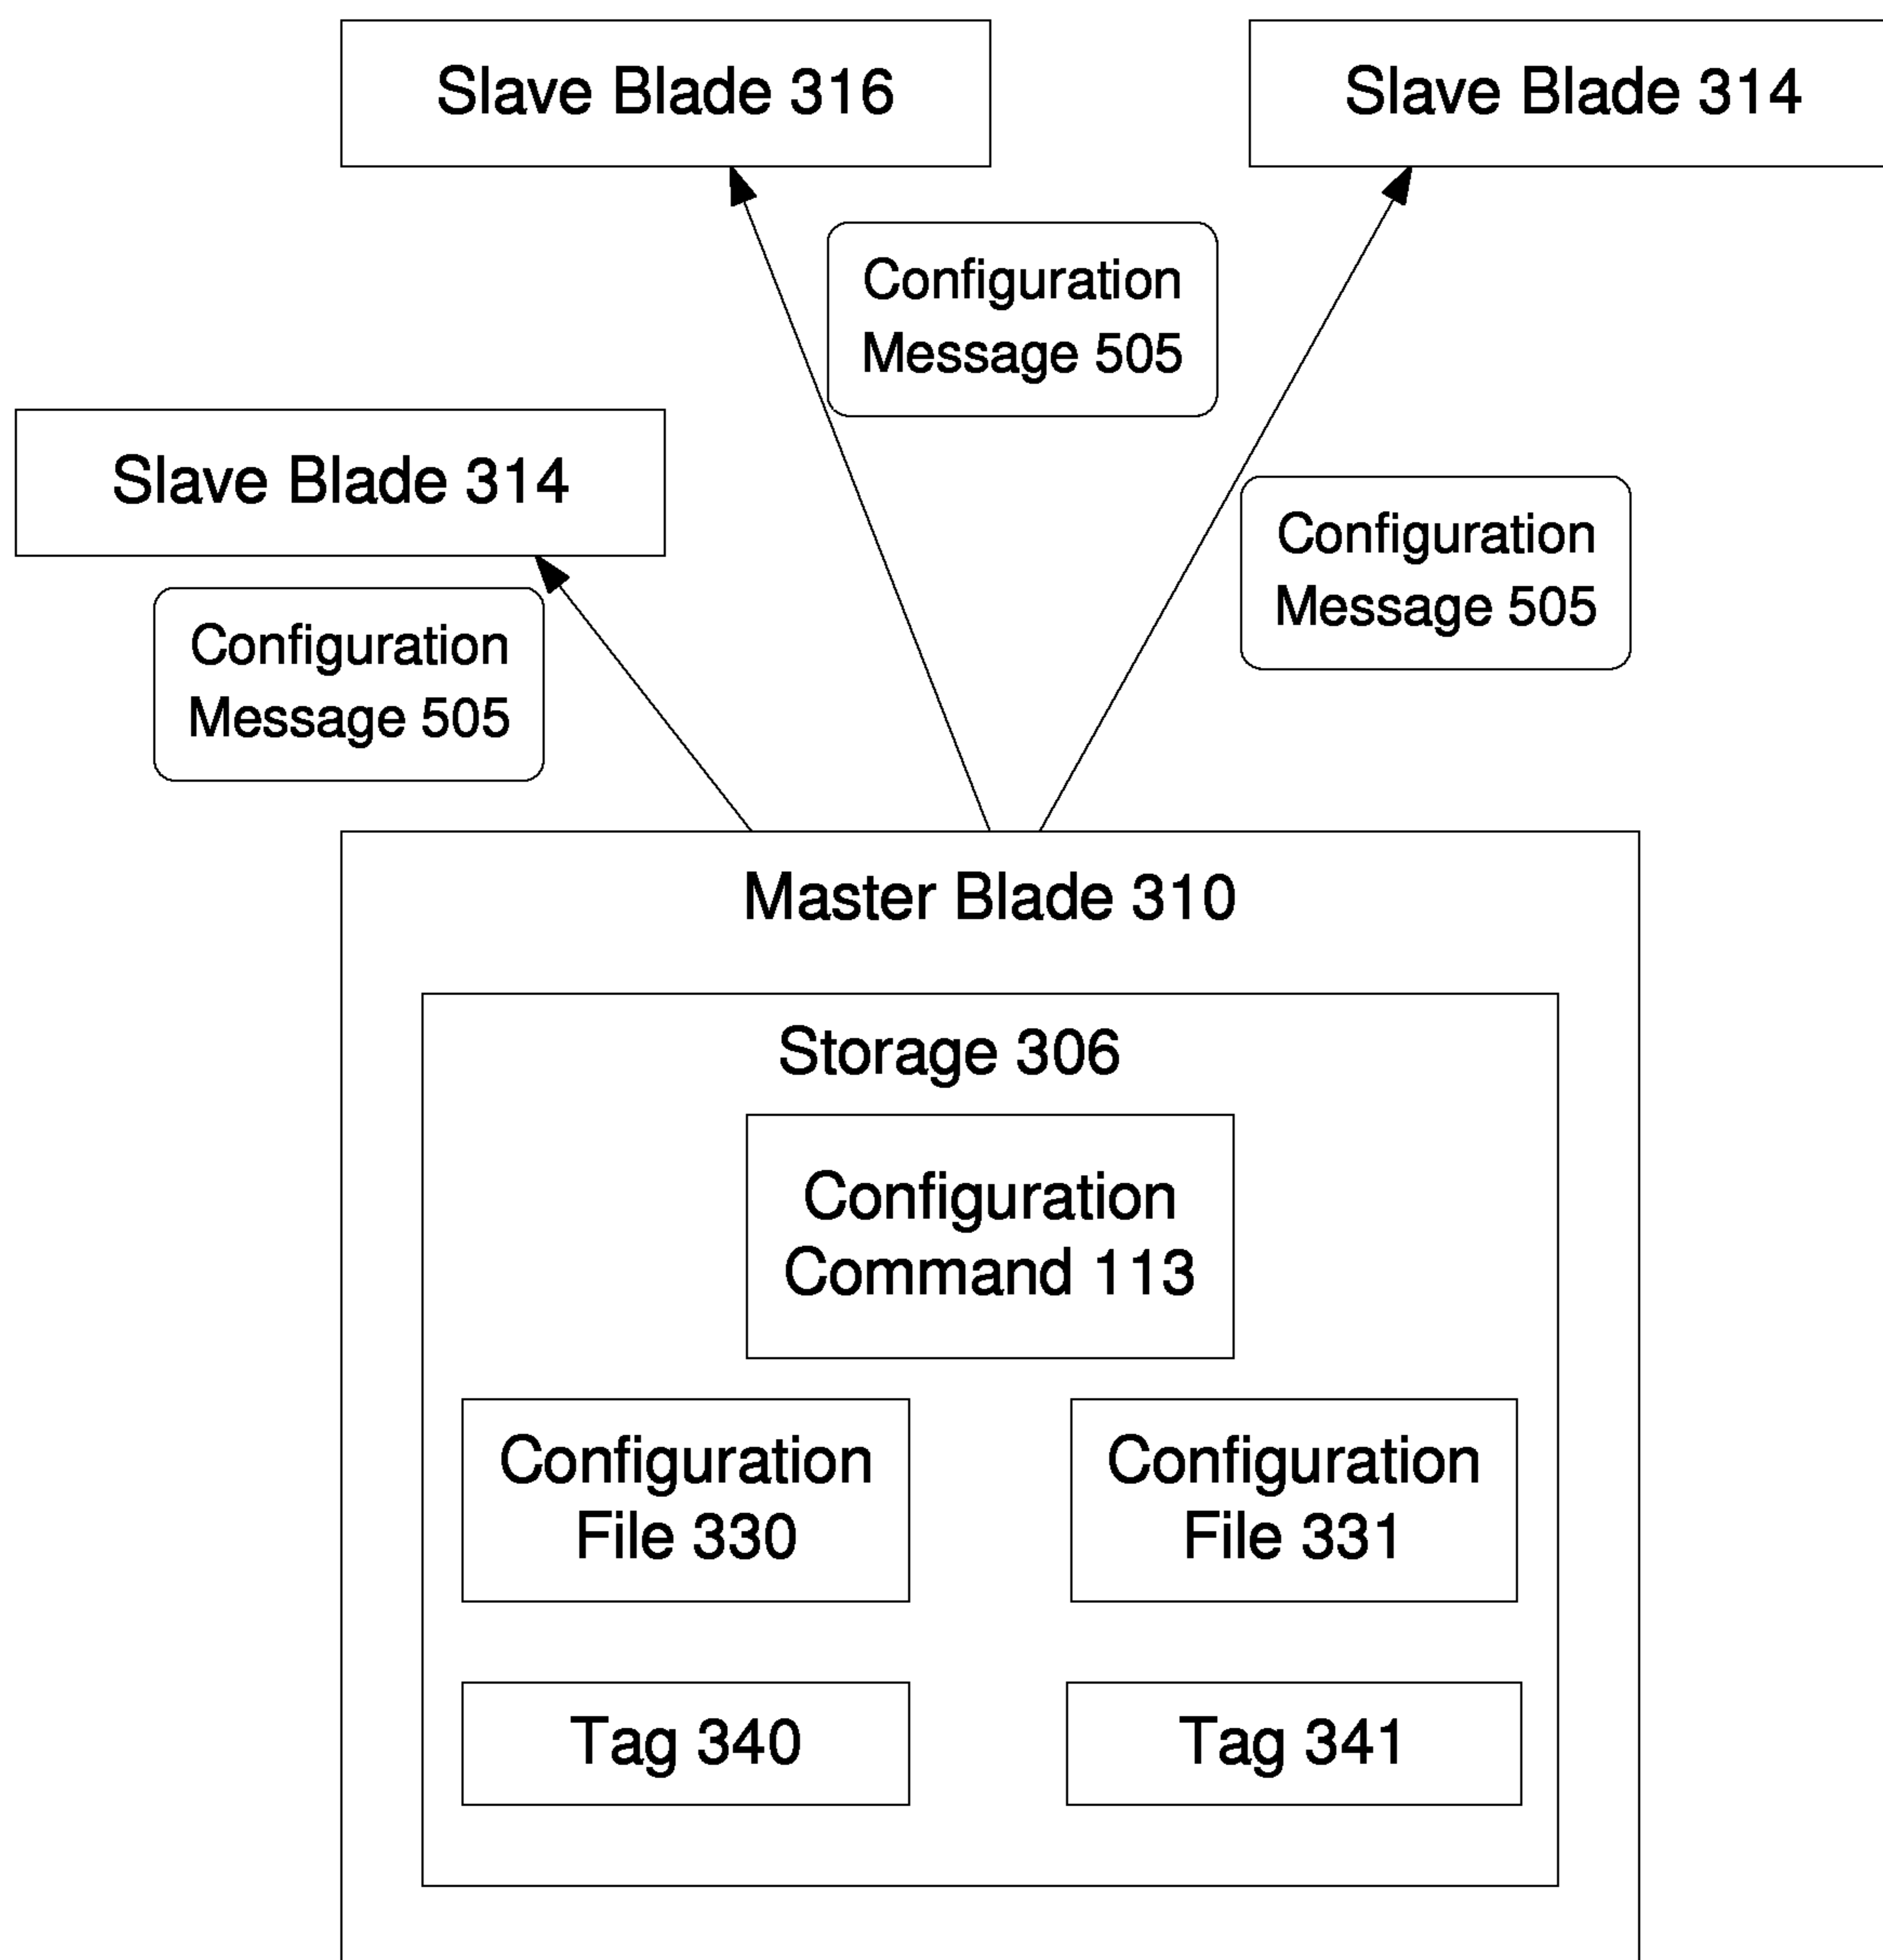 Slave Blade 316
Slave Blade 314
Configuration
Message 505
Slave Blade 314
Configuration
Message 505
Configuration
Message 505
Master Blade 310
Storage 306
Configuration
Command 113
Configuration
File 330
Configuration
File 331
Tag 340
Tag 341